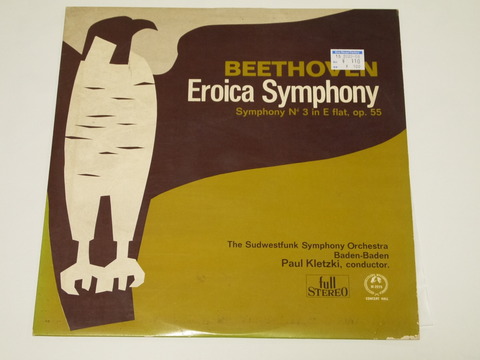 BEETHOVEN
Eroica Symphony
Symphony Nº 3 in E flat, op. 55
The Sudwestfunk Symphony Orchestra
Baden-Baden
Paul Kletzki, conductor.
full
STEREO